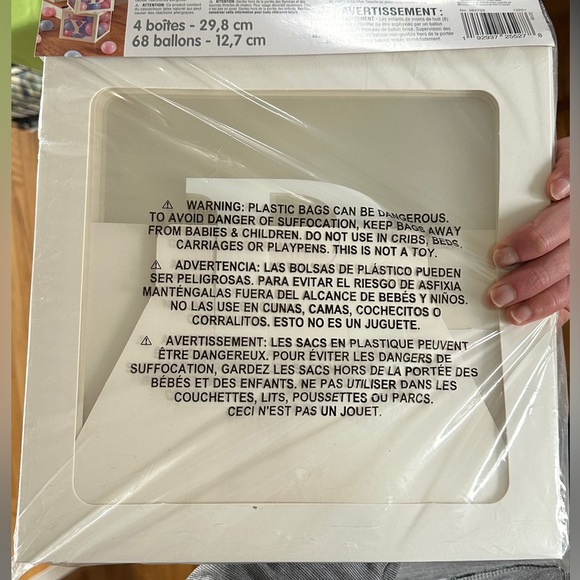 4 boîtes - 29,8 cm
68 ballons - 12,7 cm
AVERTISSEMENT :
1 92937 25527 8
⚠ WARNING: PLASTIC BAGS CAN BE DANGEROUS.
TO AVOID DANGER OF SUFFOCATION, KEEP BAGS AWAY
FROM BABIES & CHILDREN. DO NOT USE IN CRIBS, BEDS,
CARRIAGES OR PLAYPENS. THIS IS NOT A TOY.
⚠ ADVERTENCIA: LAS BOLSAS DE PLÁSTICO PUEDEN
SER PELIGROSAS. PARA EVITAR EL RIESGO DE ASFIXIA
MANTÉNGALAS FUERA DEL ALCANCE DE BEBÉS Y NIÑOS.
NO LAS USE EN CUNAS, CAMAS, COCHECITOS O
CORRALITOS. ESTO NO ES UN JUGUETE.
⚠ AVERTISSEMENT: LES SACS EN PLASTIQUE PEUVENT
ÊTRE DANGEREUX. POUR ÉVITER LES DANGERS DE
SUFFOCATION, GARDEZ LES SACS HORS DE LA PORTÉE DES
BÉBÉS ET DES ENFANTS. NE PAS UTILISER DANS LES
COUCHETTES, LITS, POUSSETTES OU PARCS.
CECI N'EST PAS UN JOUET.